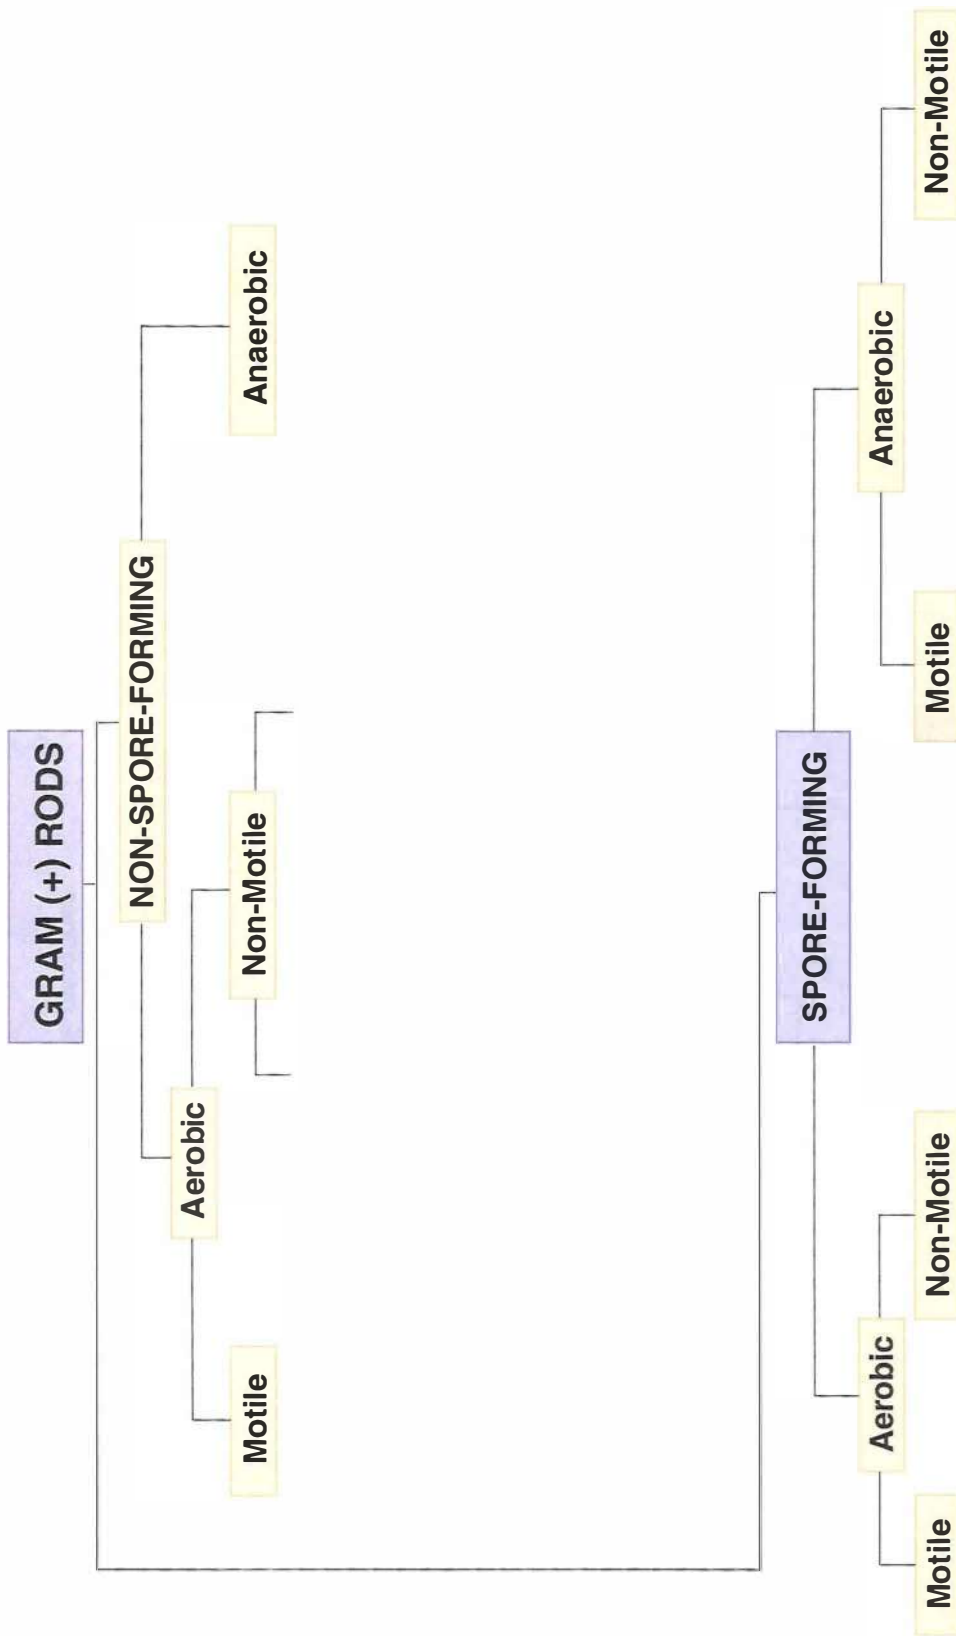 GRAM (+) RODS
NON-SPORE-FORMING
Aerobic
Anaerobic
Motile
Non-Motile
SPORE-FORMING
Aerobic
Anaerobic
Motile
Non-Motile
Motile
Non-Motile